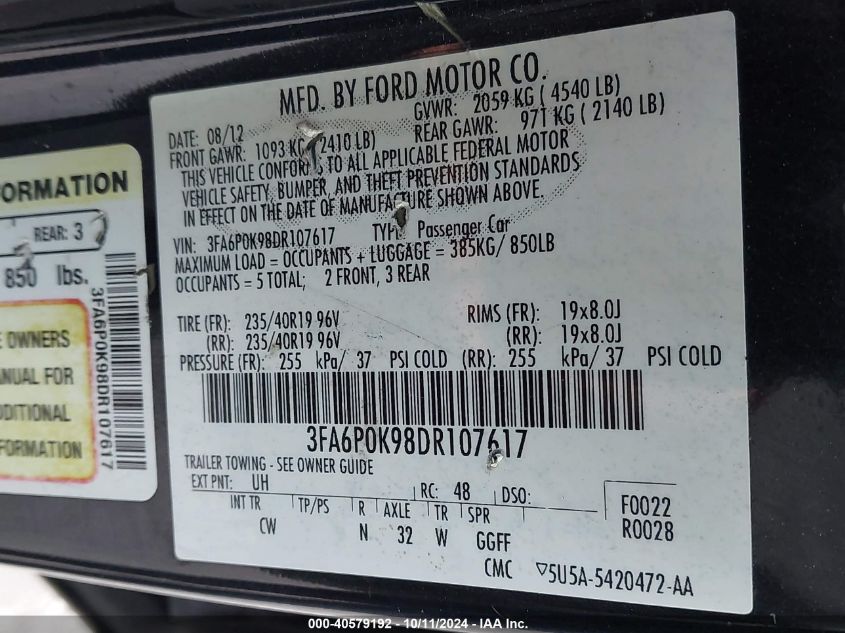 MFD. BY FORD MOTOR CO.
DATE: 08/12 GVWR: 2059 KG ( 4540 LB)
FRONT GAWR: 1093 KG (2410 LB) REAR GAWR: 971 KG ( 2140 LB)
THIS VEHICLE CONFORMS TO ALL APPLICABLE FEDERAL MOTOR
VEHICLE SAFETY, BUMPER, AND THEFT PREVENTION STANDARDS
IN EFFECT ON THE DATE OF MANUFACTURE SHOWN ABOVE.
VIN: 3FA6P0K98DR107617 TYPE: Passenger Car
MAXIMUM LOAD = OCCUPANTS + LUGGAGE = 385KG/ 850LB
OCCUPANTS = 5 TOTAL; 2 FRONT, 3 REAR
TIRE (FR): 235/40R19 96V RIMS (FR): 19x8.0J
(RR): 235/40R19 96V (RR): 19x8.0J
PRESSURE (FR): 255 kPa/ 37 PSI COLD (RR): 255 kPa/ 37 PSI COLD
3FA6P0K98DR107617
TRAILER TOWING - SEE OWNER GUIDE
EXT PNT: UH RC: 48 DSO: F0022
INT TR TP/PS R AXLE TR SPR R0028
CW N 32 W GGFF
CMC 5U5A-5420472-AA
ORMATION
REAR: 3
850 lbs.
E OWNERS
ANUAL FOR
DDITIONAL
FORMATION
3FA6P0K98DR107617
000-40579192 - 10/11/2024 - IAA Inc.